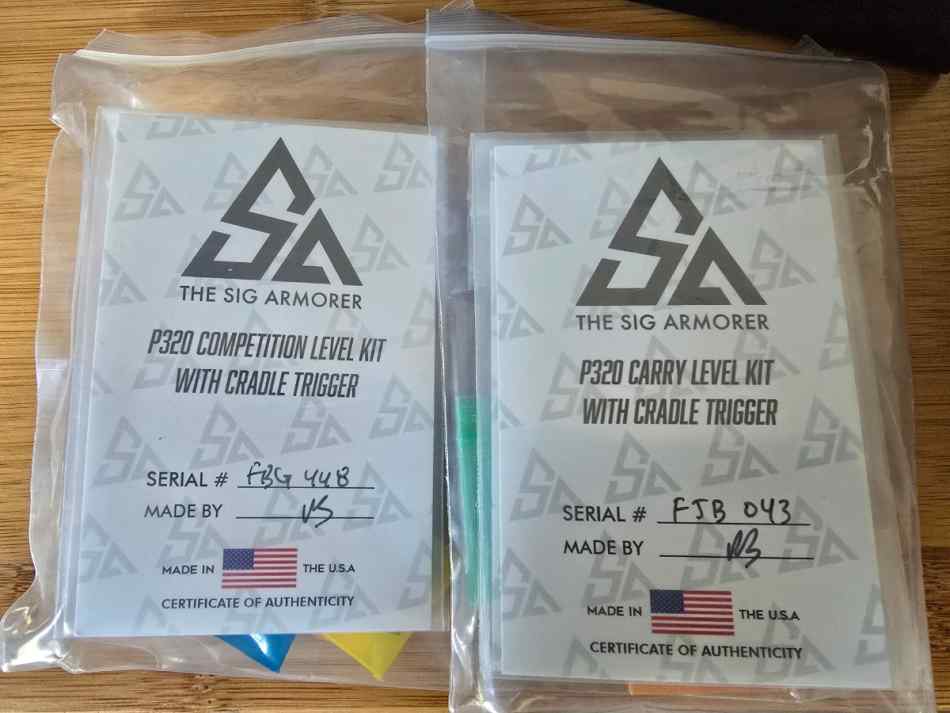 SA
THE SIG ARMORER
P320 COMPETITION LEVEL KIT
WITH CRADLE TRIGGER
SERIAL # FBG 448
MADE BY
MADE IN THE U.S.A
CERTIFICATE OF AUTHENTICITY
SA
THE SIG ARMORER
P320 CARRY LEVEL KIT
WITH CRADLE TRIGGER
SERIAL # FJB 043
MADE BY
MADE IN THE U.S.A
CERTIFICATE OF AUTHENTICITY